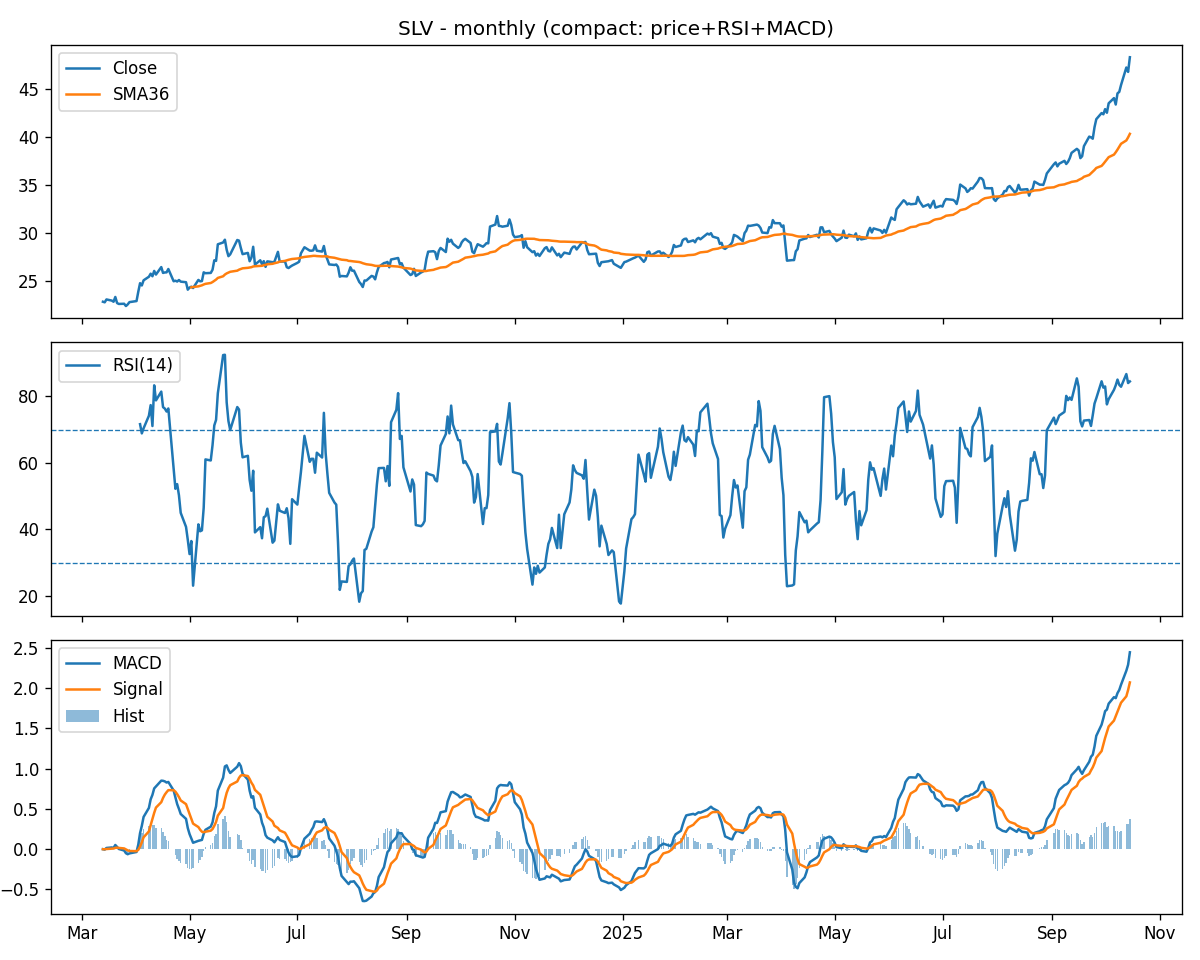 SLV - monthly (compact: price+RSI+MACD)
Close
SMA36
45
40
35
30
25
RSI(14)
80
60
40
20
MACD
Signal
Hist
2.5
2.0
1.5
1.0
0.5
0.0
−0.5
Mar May Jul Sep Nov 2025 Mar May Jul Sep Nov